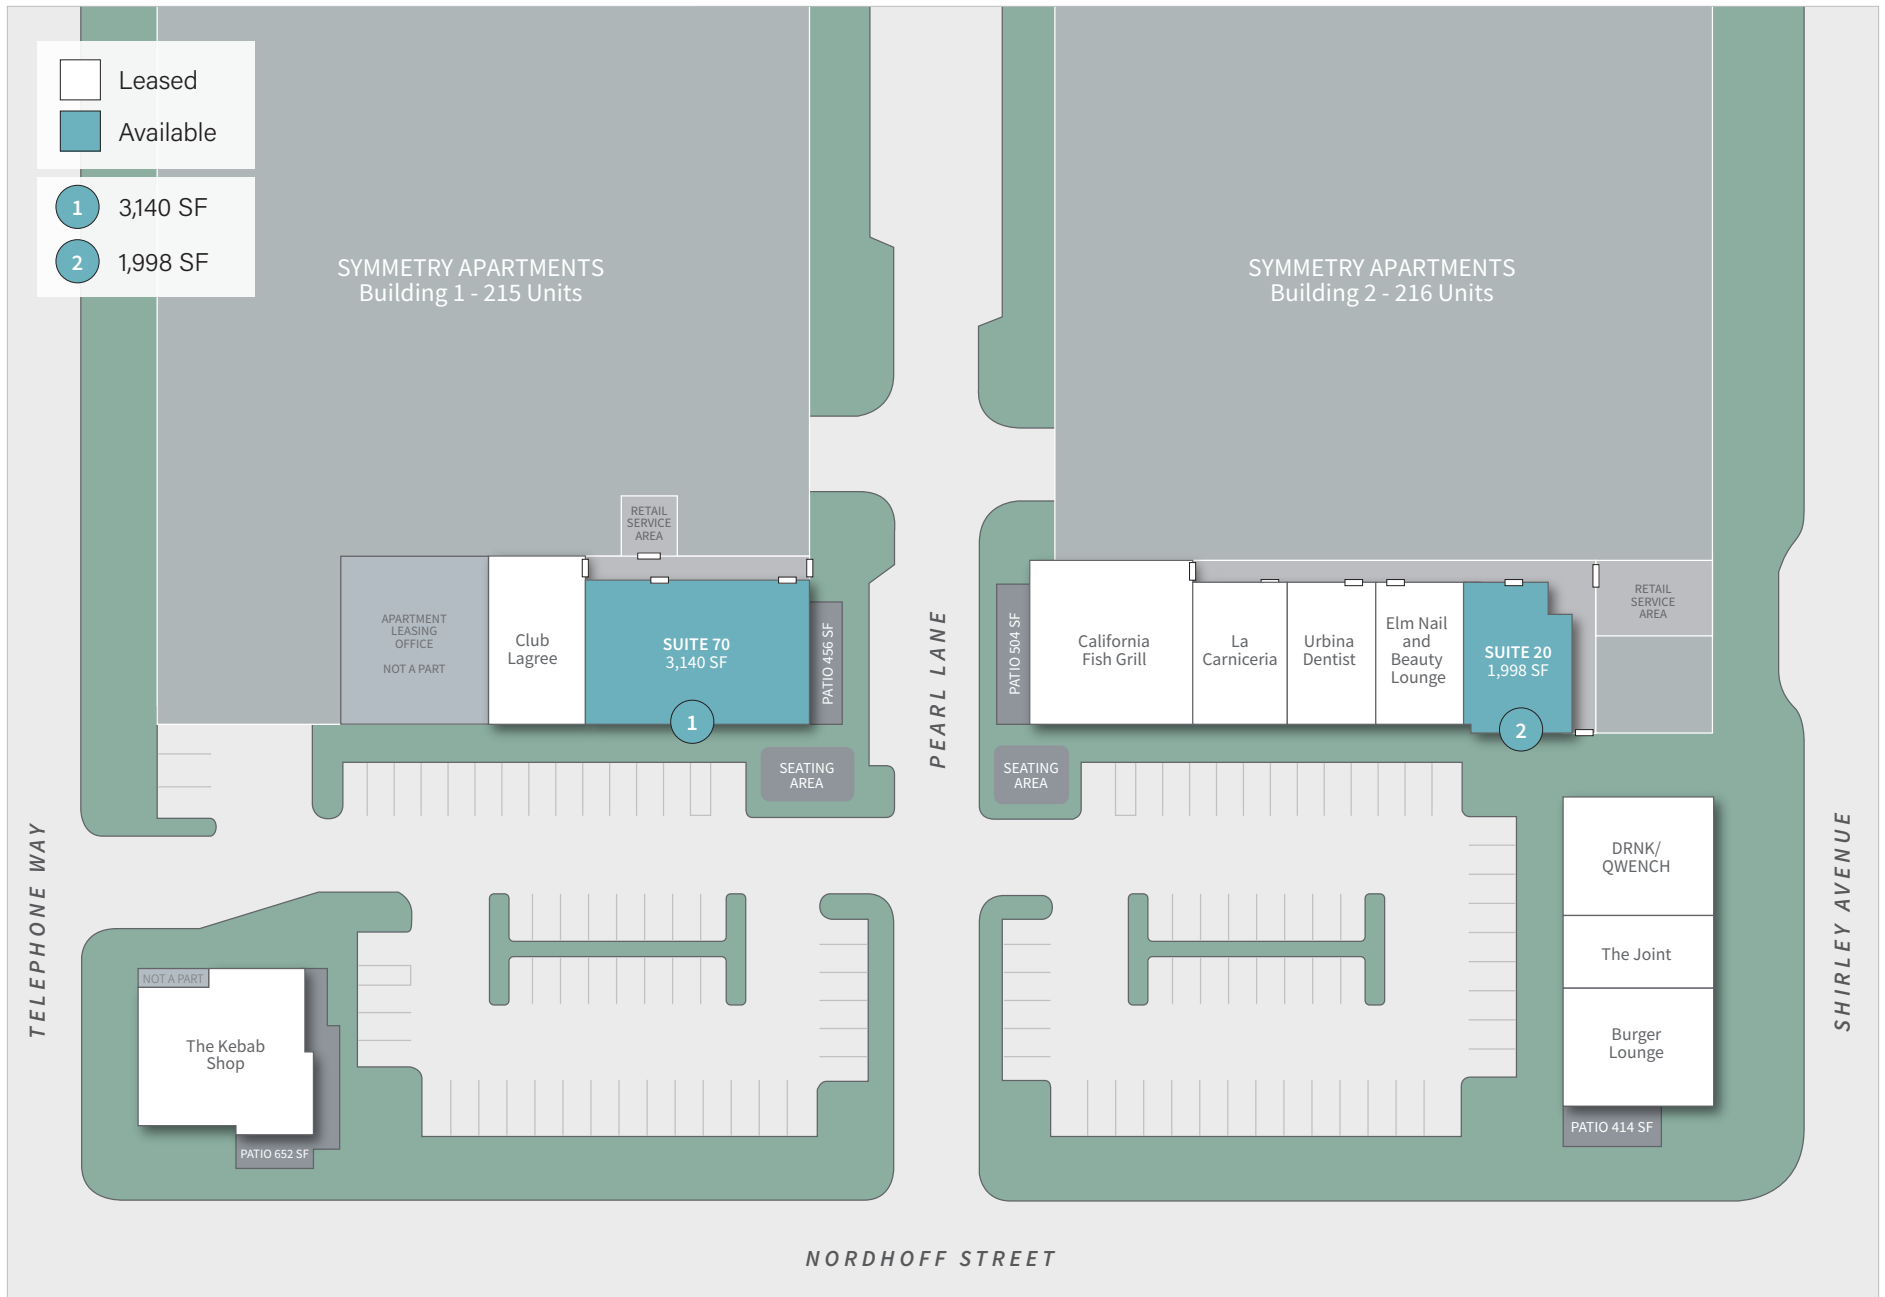 Leased
Available
1
3,140 SF
2
1,998 SF
SYMMETRY APARTMENTS
Building 1 - 215 Units
SYMMETRY APARTMENTS
Building 2 - 216 Units
RETAIL
SERVICE
AREA
APARTMENT
LEASING
OFFICE
NOT A PART
Club
Lagree
SUITE 70
3,140 SF
1
PATIO 456 SF
SEATING
AREA
PEARL LANE
PATIO 504 SF
California
Fish Grill
La
Carniceria
Urbina
Dentist
Elm Nail
and
Beauty
Lounge
SUITE 20
1,998 SF
2
RETAIL
SERVICE
AREA
SEATING
AREA
TELEPHONE WAY
NOT A PART
The Kebab
Shop
PATIO 652 SF
DRNK/
QWENCH
The Joint
Burger
Lounge
PATIO 414 SF
SHIRLEY AVENUE
NORDHOFF STREET